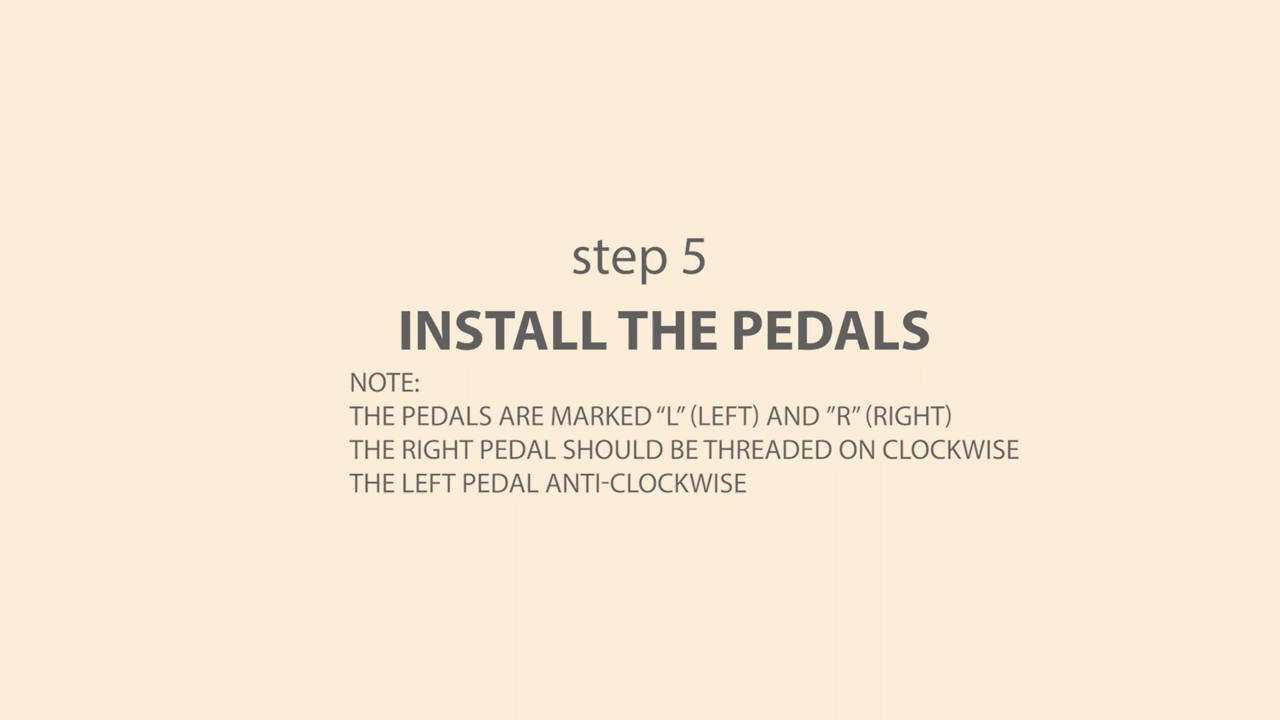 step 5
INSTALL THE PEDALS
NOTE:
THE PEDALS ARE MARKED “L” (LEFT) AND ”R” (RIGHT)
THE RIGHT PEDAL SHOULD BE THREADED ON CLOCKWISE
THE LEFT PEDAL ANTI-CLOCKWISE